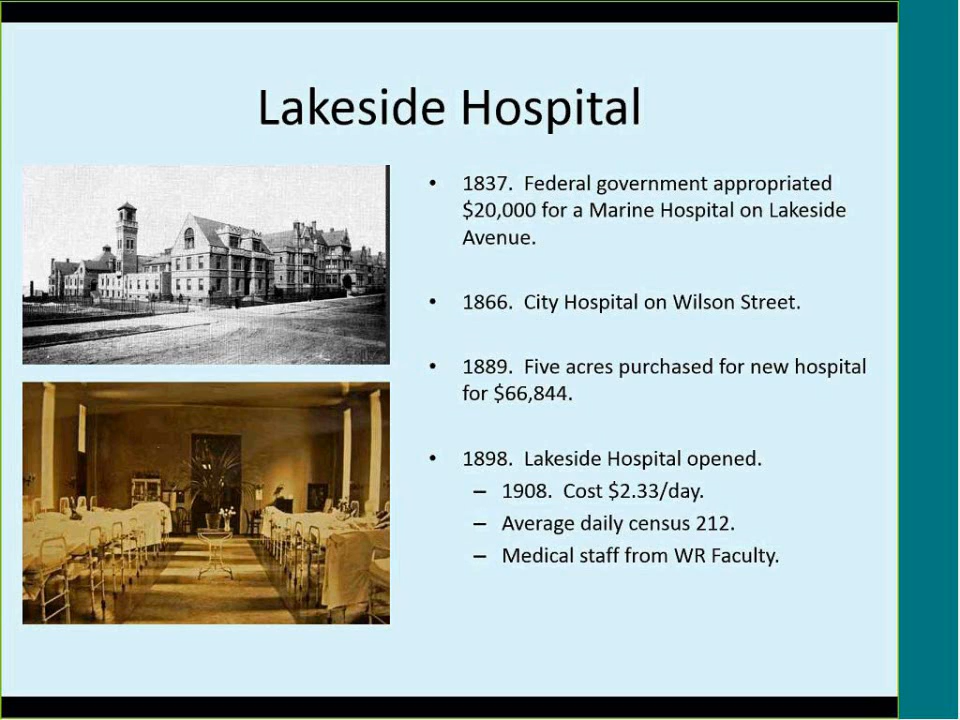 Lakeside Hospital
• 1837.  Federal government appropriated
$20,000 for a Marine Hospital on Lakeside
Avenue.
• 1866.  City Hospital on Wilson Street.
• 1889.  Five acres purchased for new hospital
for $66,844.
• 1898.  Lakeside Hospital opened.
– 1908.  Cost $2.33/day.
– Average daily census 212.
– Medical staff from WR Faculty.